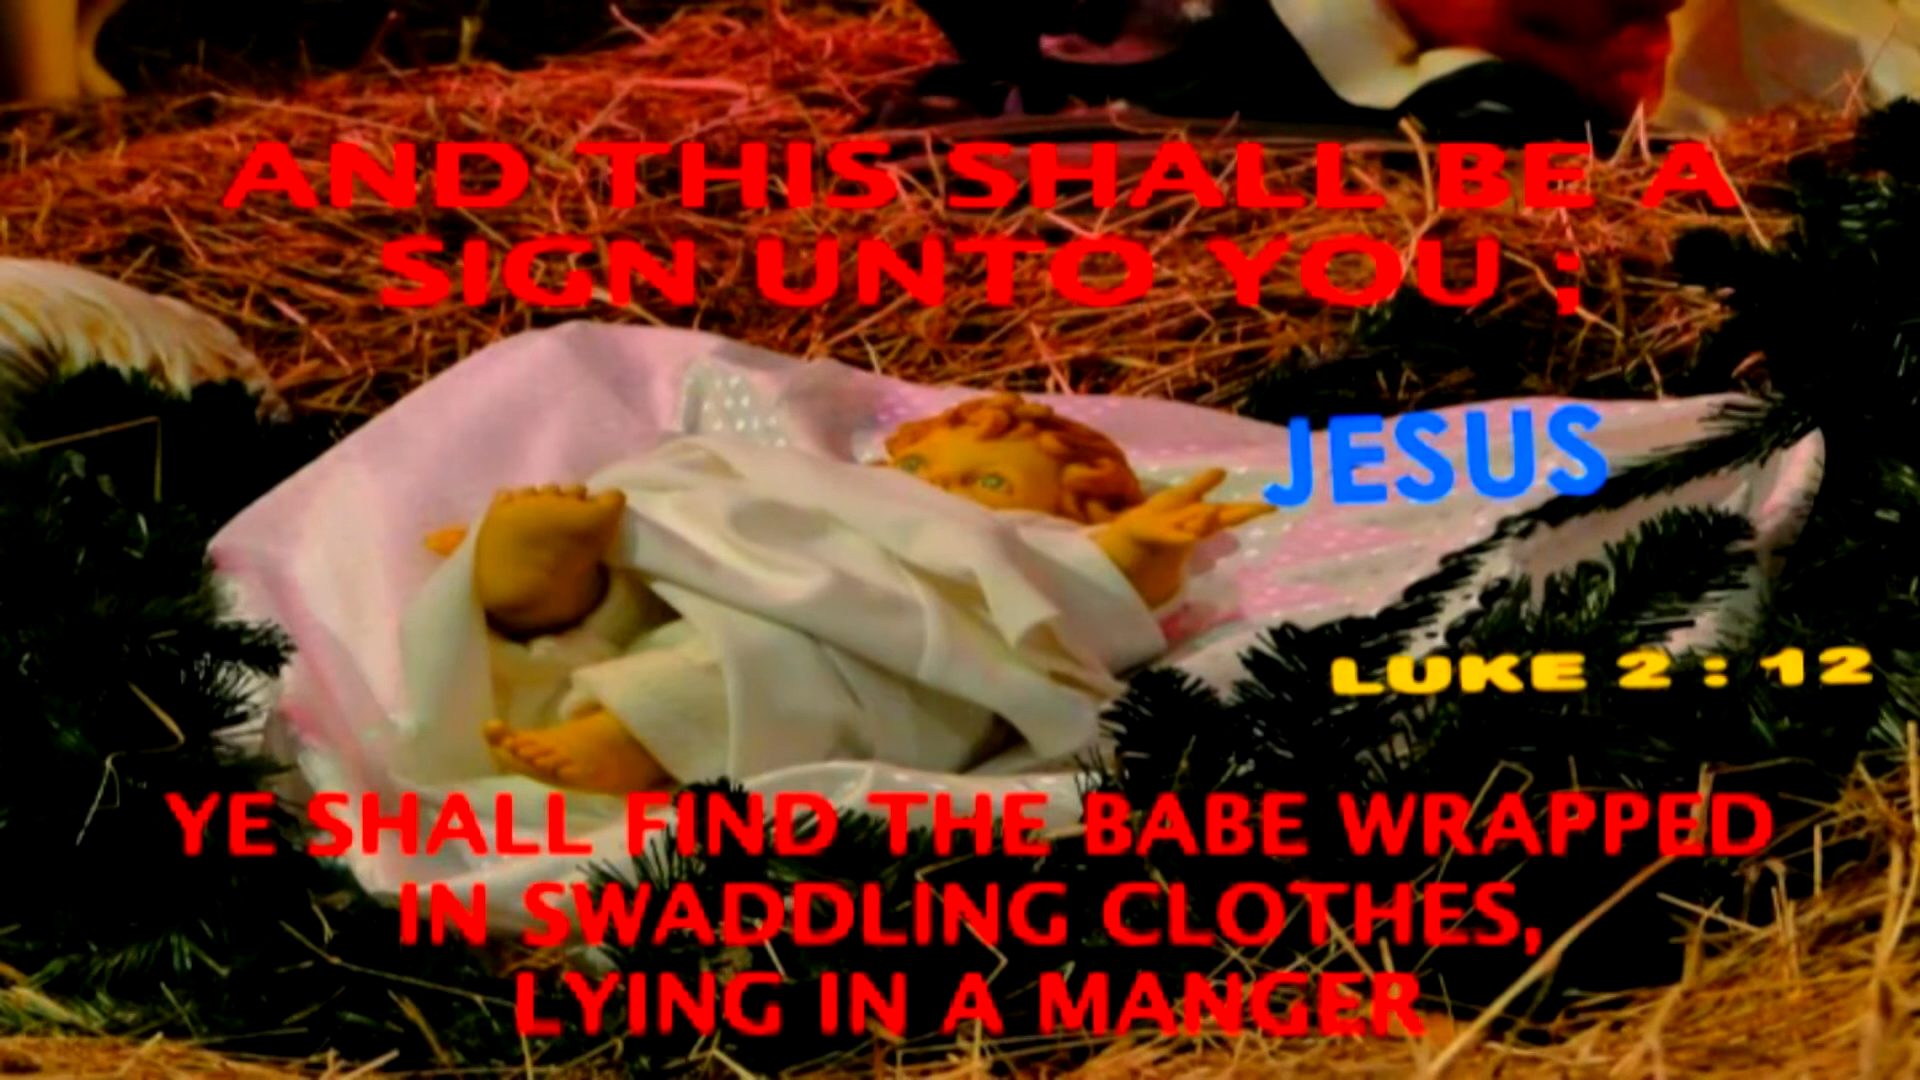 AND THIS SHALL BE A
SIGN UNTO YOU ;
JESUS
LUKE 2 : 12
YE SHALL FIND THE BABE WRAPPED
IN SWADDLING CLOTHES,
LYING IN A MANGER